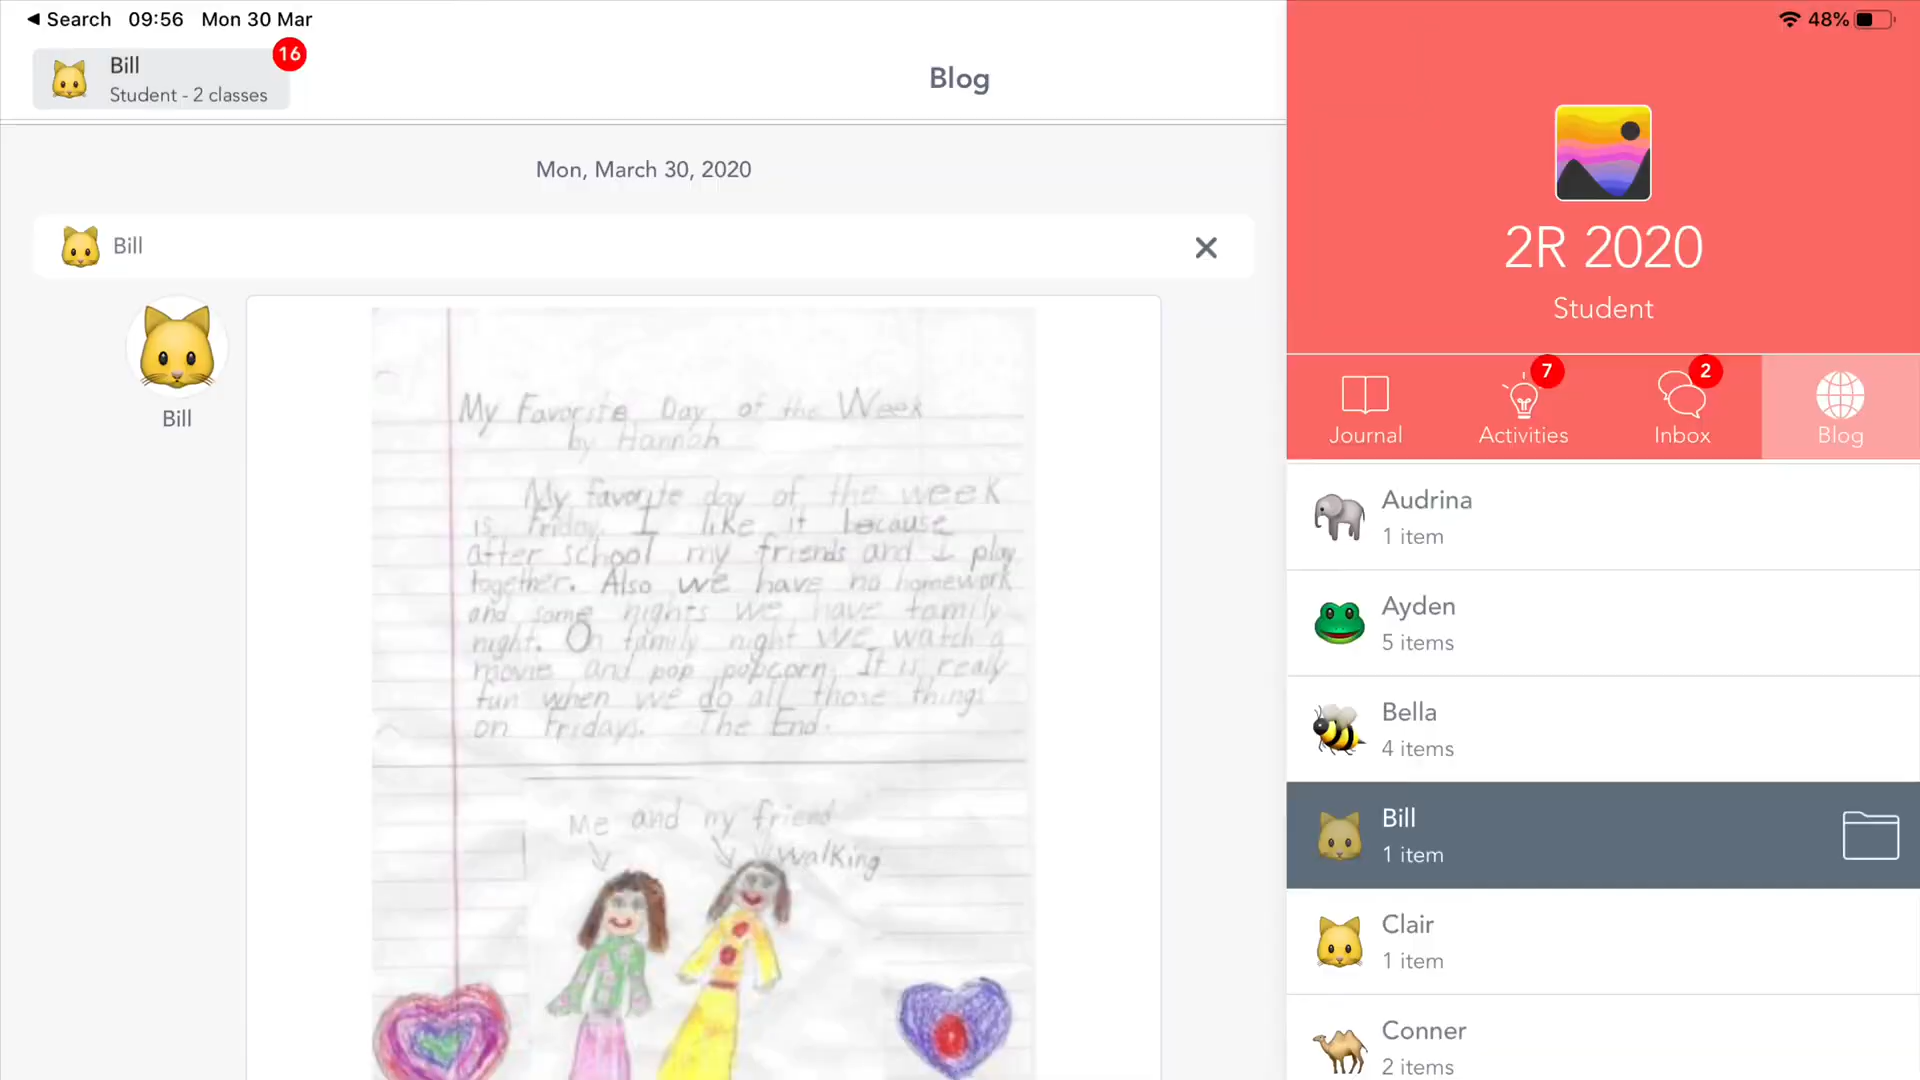 Search 09:56 Mon 30 Mar
48%
Bill
Student - 2 classes
16
Blog
Mon, March 30, 2020
Bill
Bill
My Favorite Day of the Week
by Hannah
My favorite day of the week
is Friday. I like it because
after school my friends and I play
together. Also we have no homework
and some nights we have family
night. On family night we watch a
movie and pop popcorn. It is really
fun when we do all those things
on Fridays. The End.
Me and my friend
walking
2R 2020
Student
Journal
7
Activities
2
Inbox
Blog
Audrina
1 item
Ayden
5 items
Bella
4 items
Bill
1 item
Clair
1 item
Conner
2 items